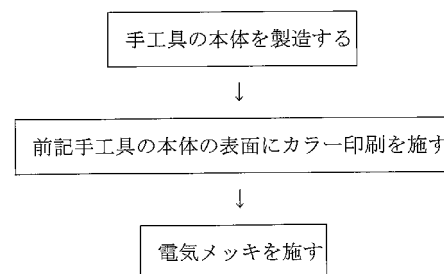 手工具の本体を製造する
↓
前記手工具の本体の表面にカラー印刷を施す
↓
電気メッキを施す